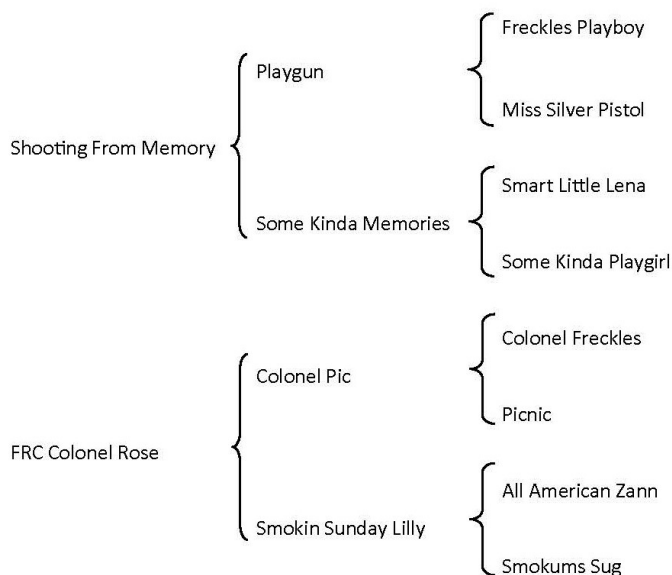 Freckles Playboy
Playgun
Miss Silver Pistol
Shooting From Memory
Smart Little Lena
Some Kinda Memories
Some Kinda Playgirl
Colonel Freckles
Colonel Pic
Picnic
FRC Colonel Rose
All American Zann
Smokin Sunday Lilly
Smokums Sug